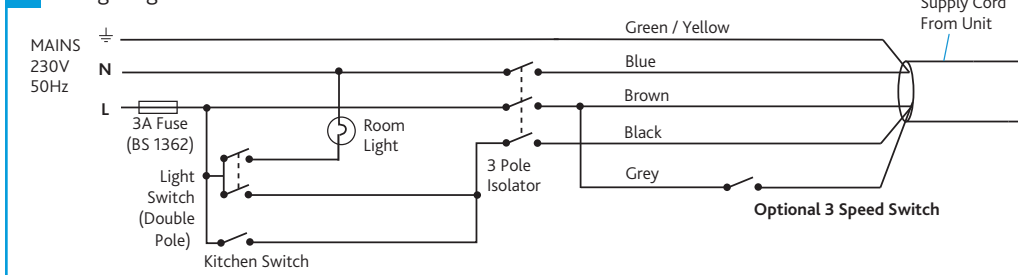 Supply Cord
From Unit
MAINS
230V
50Hz
N
L
Green / Yellow
Blue
Brown
Black
Grey
3A Fuse
(BS 1362)
Room
Light
Light
Switch
(Double
Pole)
3 Pole
Isolator
Optional 3 Speed Switch
Kitchen Switch